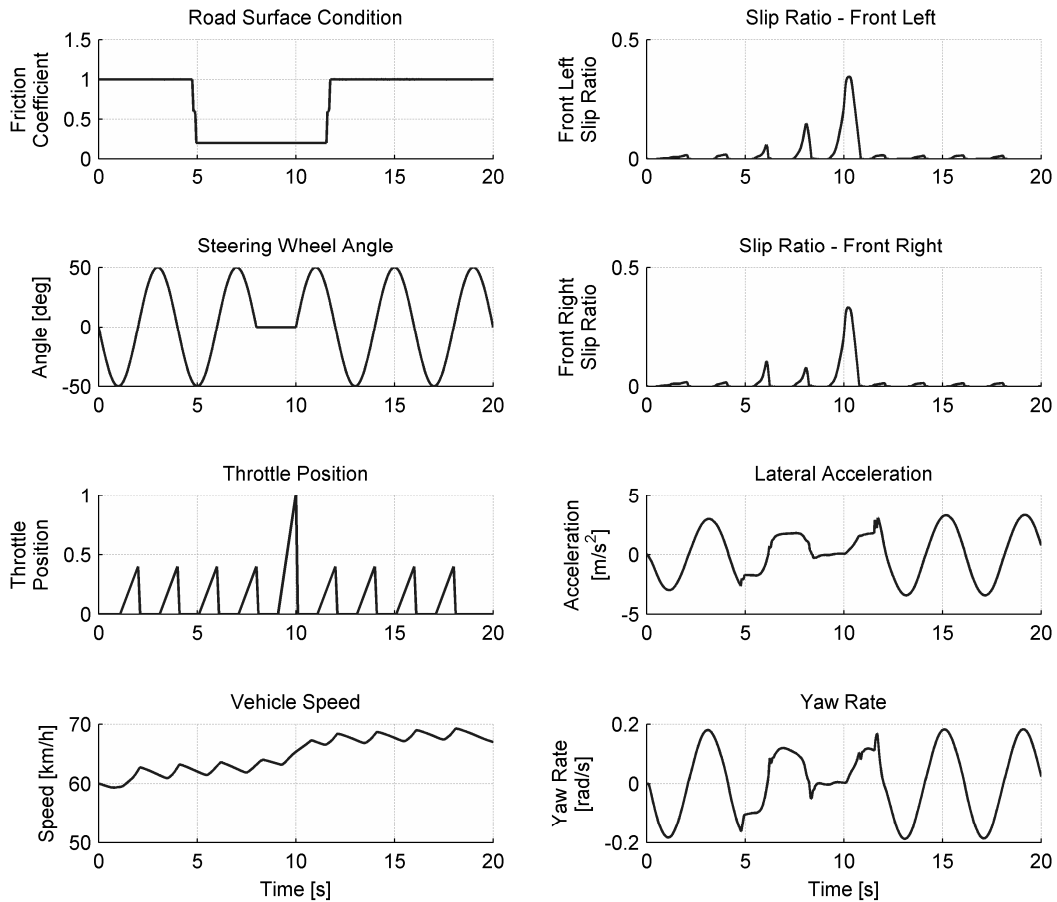 Road Surface Condition
Friction
Coefficient
1.5
1
0.5
0
0 5 10 15 20
Slip Ratio - Front Left
Front Left
Slip Ratio
0.5
0
0 5 10 15 20
Steering Wheel Angle
Angle [deg]
50
0
-50
0 5 10 15 20
Slip Ratio - Front Right
Front Right
Slip Ratio
0.5
0
0 5 10 15 20
Throttle Position
Throttle
Position
1
0.5
0
0 5 10 15 20
Lateral Acceleration
Acceleration
[m/s²]
5
0
-5
0 5 10 15 20
Vehicle Speed
Speed [km/h]
70
60
50
0 5 10 15 20
Time [s]
Yaw Rate
Yaw Rate
[rad/s]
0.2
0
-0.2
0 5 10 15 20
Time [s]